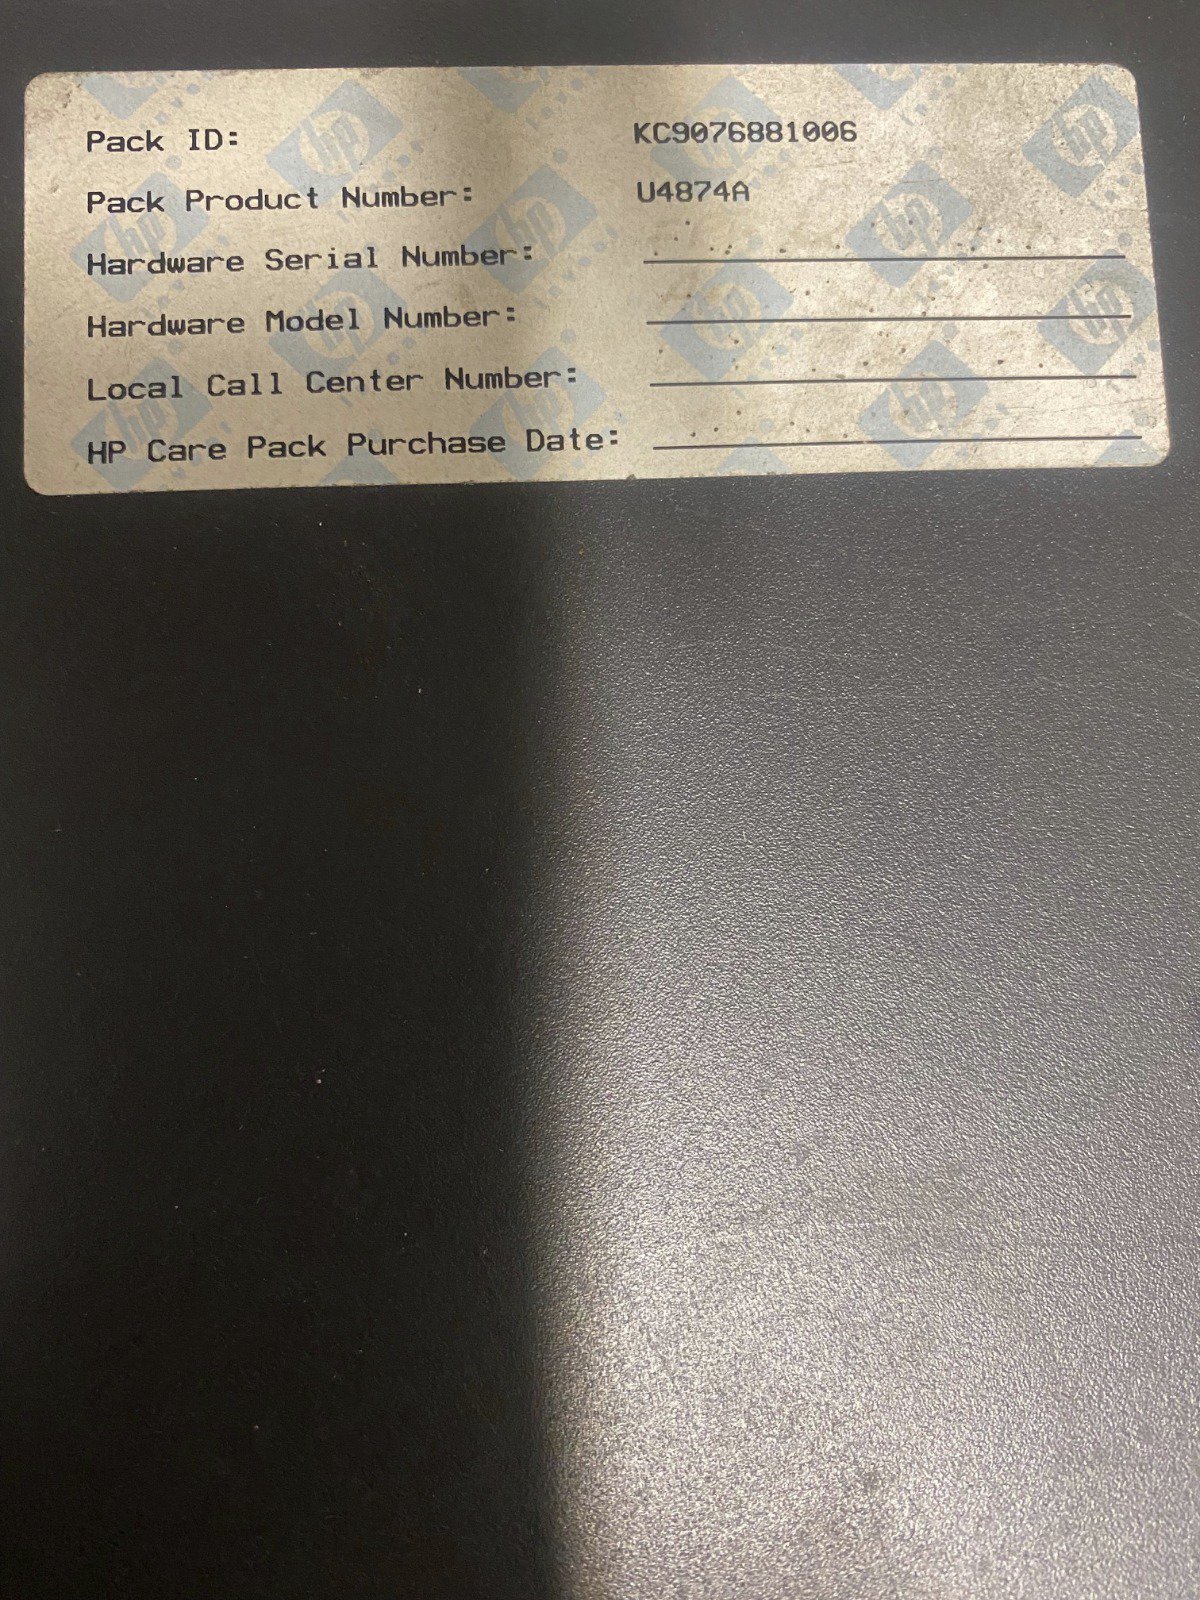 Pack ID: KC9076881006
Pack Product Number: U4874A
Hardware Serial Number:
Hardware Model Number:
Local Call Center Number:
HP Care Pack Purchase Date: